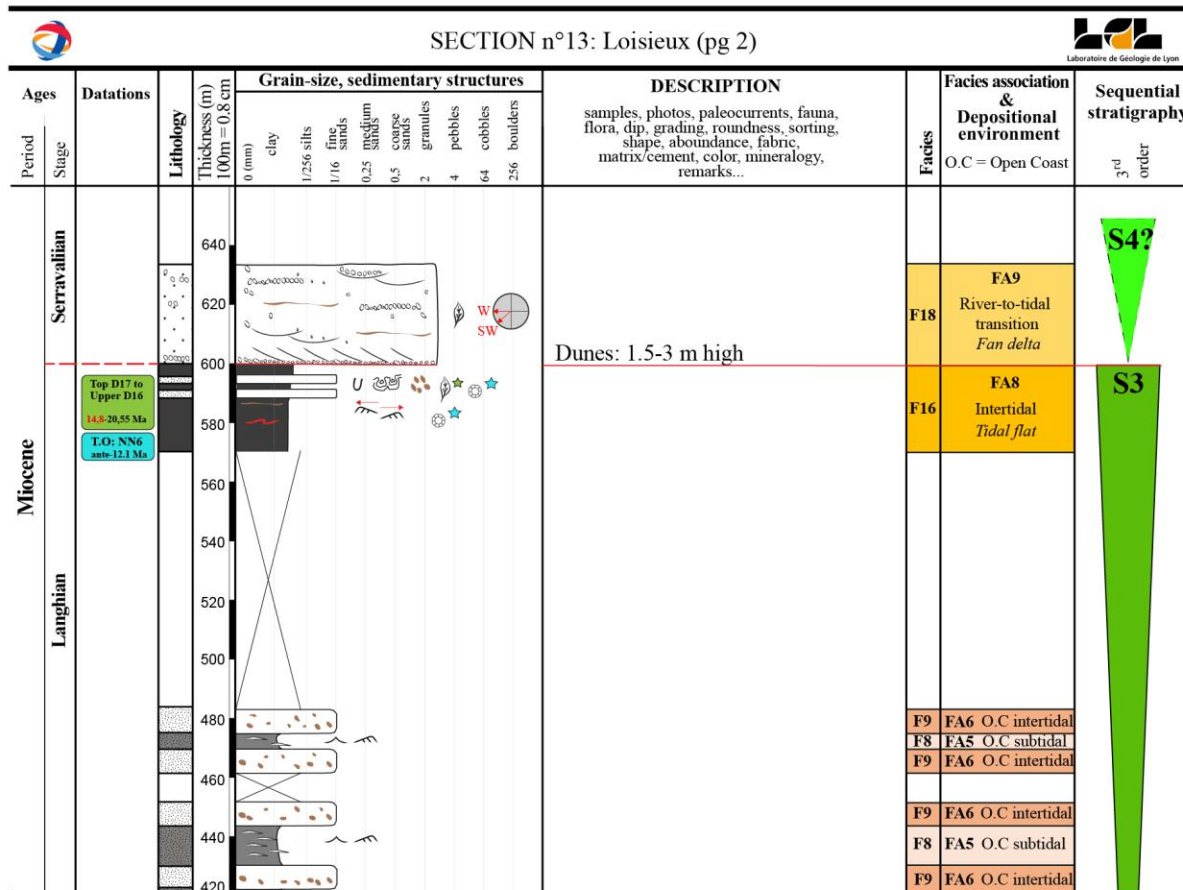 SECTION n°13: Loisieux (pg 2)
LGL
Laboratoire de Géologie de Lyon
Ages
Period
Stage
Datations
Lithology
Thickness (m)
100m = 0.8 cm
Grain-size, sedimentary structures
0 (mm)
clay
1/256 silts
1/16 fine sands
0,25 medium sands
0,5 coarse sands
2 granules
4 pebbles
64 cobbles
256 boulders
DESCRIPTION
samples, photos, paleocurrents, fauna,
flora, dip, grading, roundness, sorting,
shape, aboundance, fabric,
matrix/cement, color, mineralogy,
remarks...
Facies
Facies association
&
Depositional
environment
O.C = Open Coast
Sequential
stratigraphy
3rd order
Miocene
Serravaliian
Langhian
640
620
600
580
560
540
520
500
480
460
440
420
W
SW
Dunes: 1.5-3 m high
Top D17 to
Upper D16
14,8-20,55 Ma
T.O: NN6
ante-12.1 Ma
F18
FA9
River-to-tidal
transition
Fan delta
S4?
F16
FA8
Intertidal
Tidal flat
S3
F9 FA6 O.C intertidal
F8 FA5 O.C subtidal
F9 FA6 O.C intertidal
F9 FA6 O.C intertidal
F8 FA5 O.C subtidal
F9 FA6 O.C intertidal